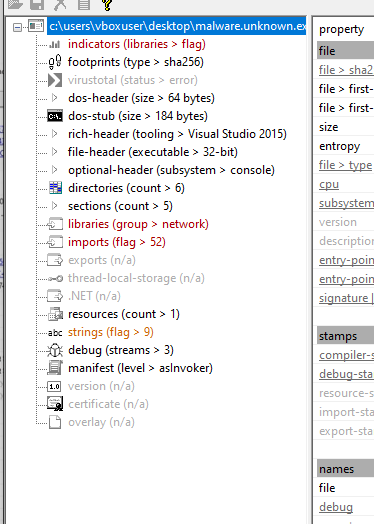 c:\users\vboxuser\desktop\malware.unknown.ex
indicators (libraries > flag)
footprints (type > sha256)
virustotal (status > error)
dos-header (size > 64 bytes)
dos-stub (size > 184 bytes)
rich-header (tooling > Visual Studio 2015)
file-header (executable > 32-bit)
optional-header (subsystem > console)
directories (count > 6)
sections (count > 5)
libraries (group > network)
imports (flag > 52)
exports (n/a)
thread-local-storage (n/a)
.NET (n/a)
resources (count > 1)
abc strings (flag > 9)
debug (streams > 3)
manifest (level > aslnvoker)
1.0 version (n/a)
certificate (n/a)
overlay (n/a)
property
file
file > sha2
file > first-
file > first-
size
entropy
file > type
cpu
subsystem
version
description
entry-poin
entry-poin
signature |
stamps
compiler-s
debug-sta
resource-s
import-sta
export-sta
names
file
debug